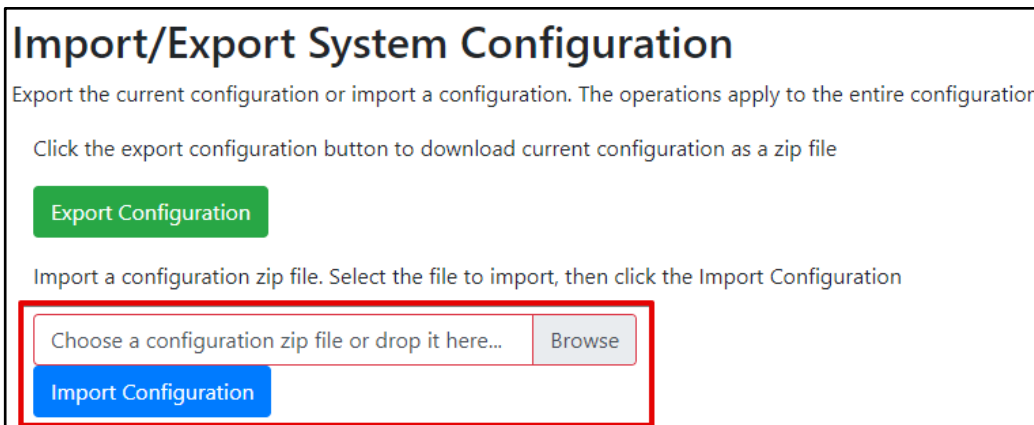 Import/Export System Configuration
Export the current configuration or import a configuration. The operations apply to the entire configuration
Click the export configuration button to download current configuration as a zip file
Export Configuration
Import a configuration zip file. Select the file to import, then click the Import Configuration
Choose a configuration zip file or drop it here... Browse
Import Configuration